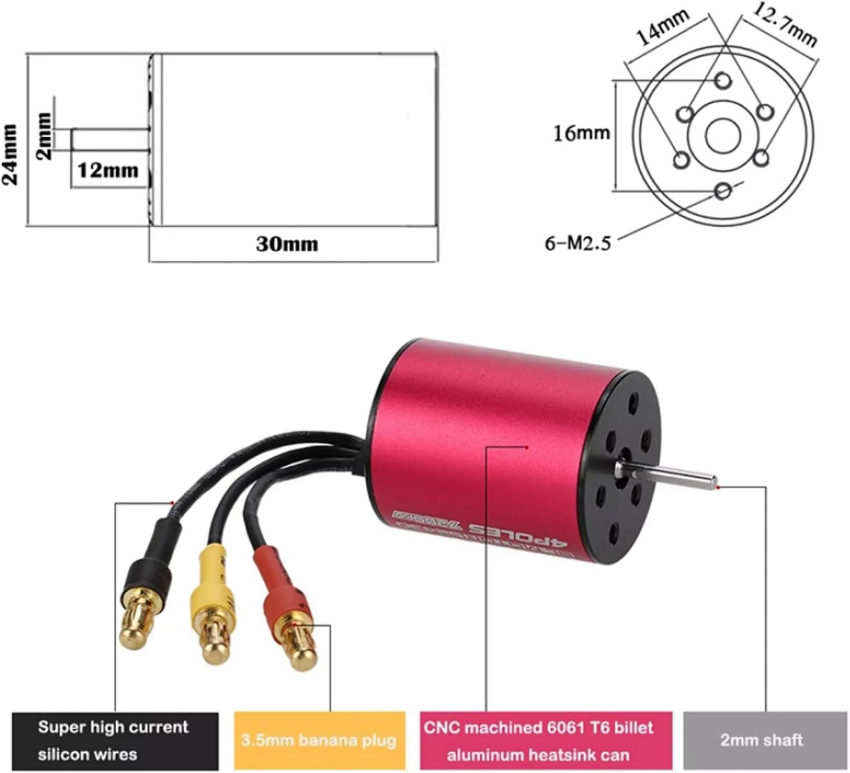 24mm
2mm
12mm
30mm
14mm
12.7mm
16mm
6-M2.5
4POLES
Super high current
silicon wires
3.5mm banana plug
CNC machined 6061 T6 billet
aluminum heatsink can
2mm shaft